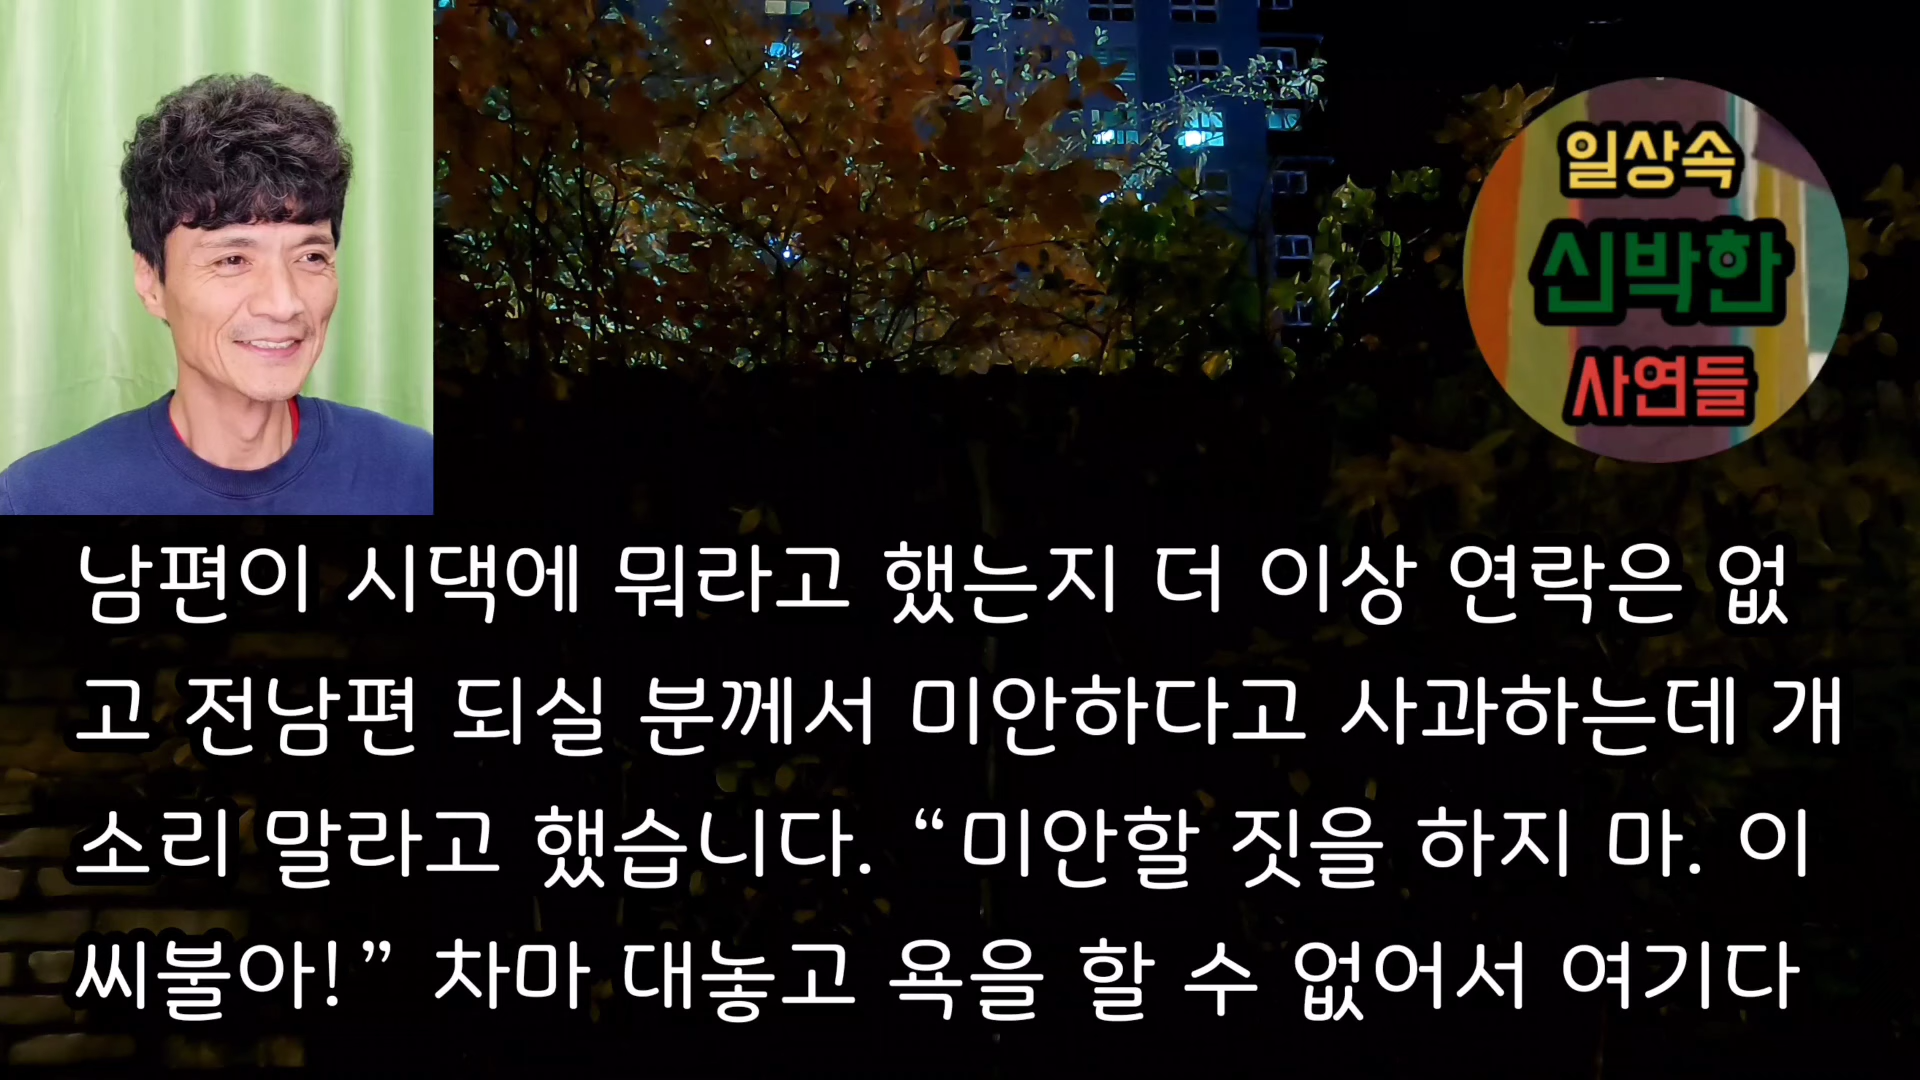 일상속
신박한
사연들
남편이 시댁에 뭐라고 했는지 더 이상 연락은 없
고 전남편 되실 분께서 미안하다고 사과하는데 개
소리 말라고 했습니다. “미안할 짓을 하지 마. 이
씨불아!” 차마 대놓고 욕을 할 수 없어서 여기다